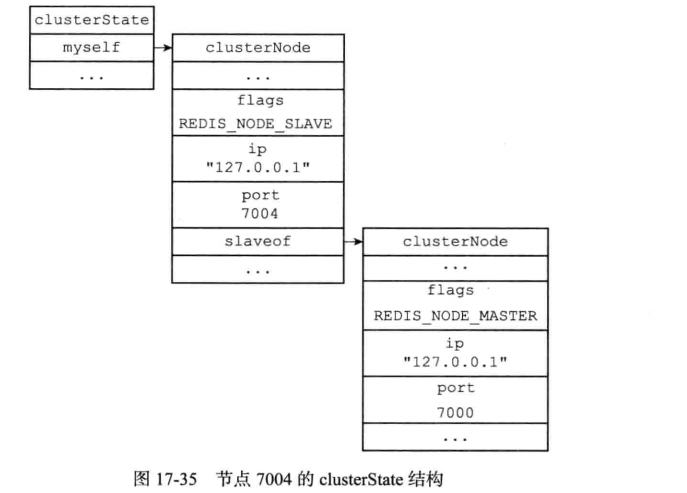 clusterState
myself
...
clusterNode
...
flags
REDIS_NODE_SLAVE
ip
"127.0.0.1"
port
7004
slaveof
...
clusterNode
...
flags
REDIS_NODE_MASTER
ip
"127.0.0.1"
port
7000
...
图 17-35 节点 7004 的 clusterState 结构